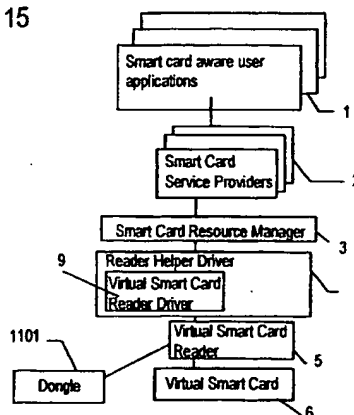 15
Smart card aware user
applications
1
Smart Card
Service Providers
2
Smart Card Resource Manager
3
Reader Helper Driver
9
Virtual Smart Card
Reader Driver
1101
Virtual Smart Card
Reader
5
Dongle
Virtual Smart Card
6